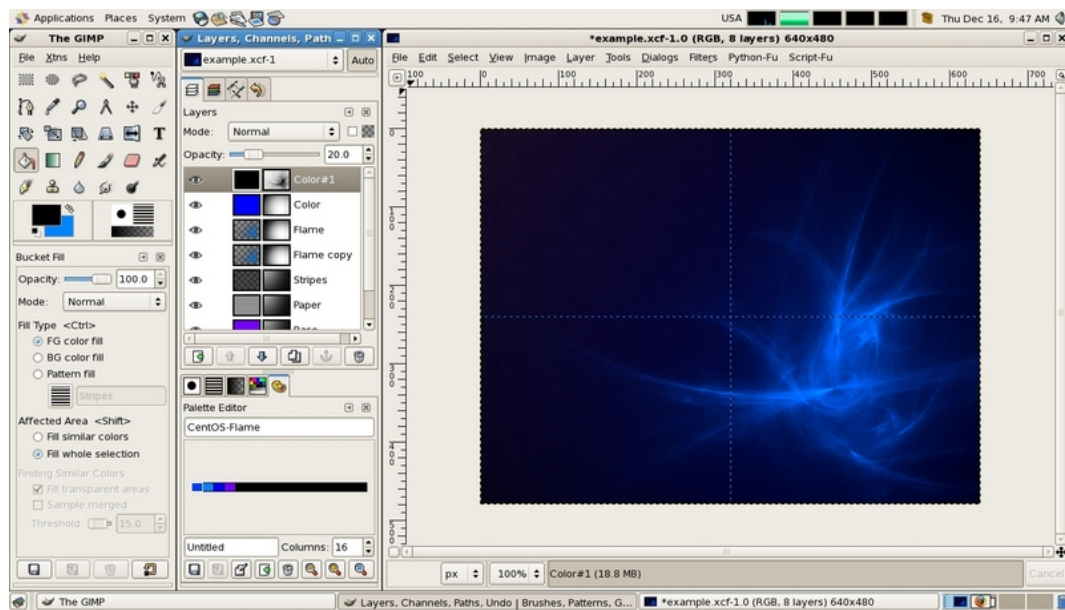 Applications Places System
USA
Thu Dec 16, 9:47 AM
The GIMP
File Xtns Help
Bucket Fill
Opacity: 100.0
Mode: Normal
Fill Type <Ctrl>
FG color fill
BG color fill
Pattern fill
Stripes
Affected Area <Shift>
Fill similar colors
Fill whole selection
Finding Similar Colors
Fill transparent areas
Sample merged
Threshold: 15.0
Layers, Channels, Path
example.xcf-1 Auto
Layers
Mode: Normal
Opacity: 20.0
Color#1
Color
Flame
Flame copy
Stripes
Paper
Palette Editor
CentOS-Flame
Untitled Columns: 16
*example.xcf-1.0 (RGB, 8 layers) 640x480
File Edit Select View Image Layer Tools Dialogs Filters Python-Fu Script-Fu
100 0 100 200 300 400 500 600 700
0
100
200
300
400
500
px 100% Color#1 (18.8 MB) Cancel
The GIMP
Layers, Channels, Paths, Undo | Brushes, Patterns, G...
*example.xcf-1.0 (RGB, 8 layers) 640x480